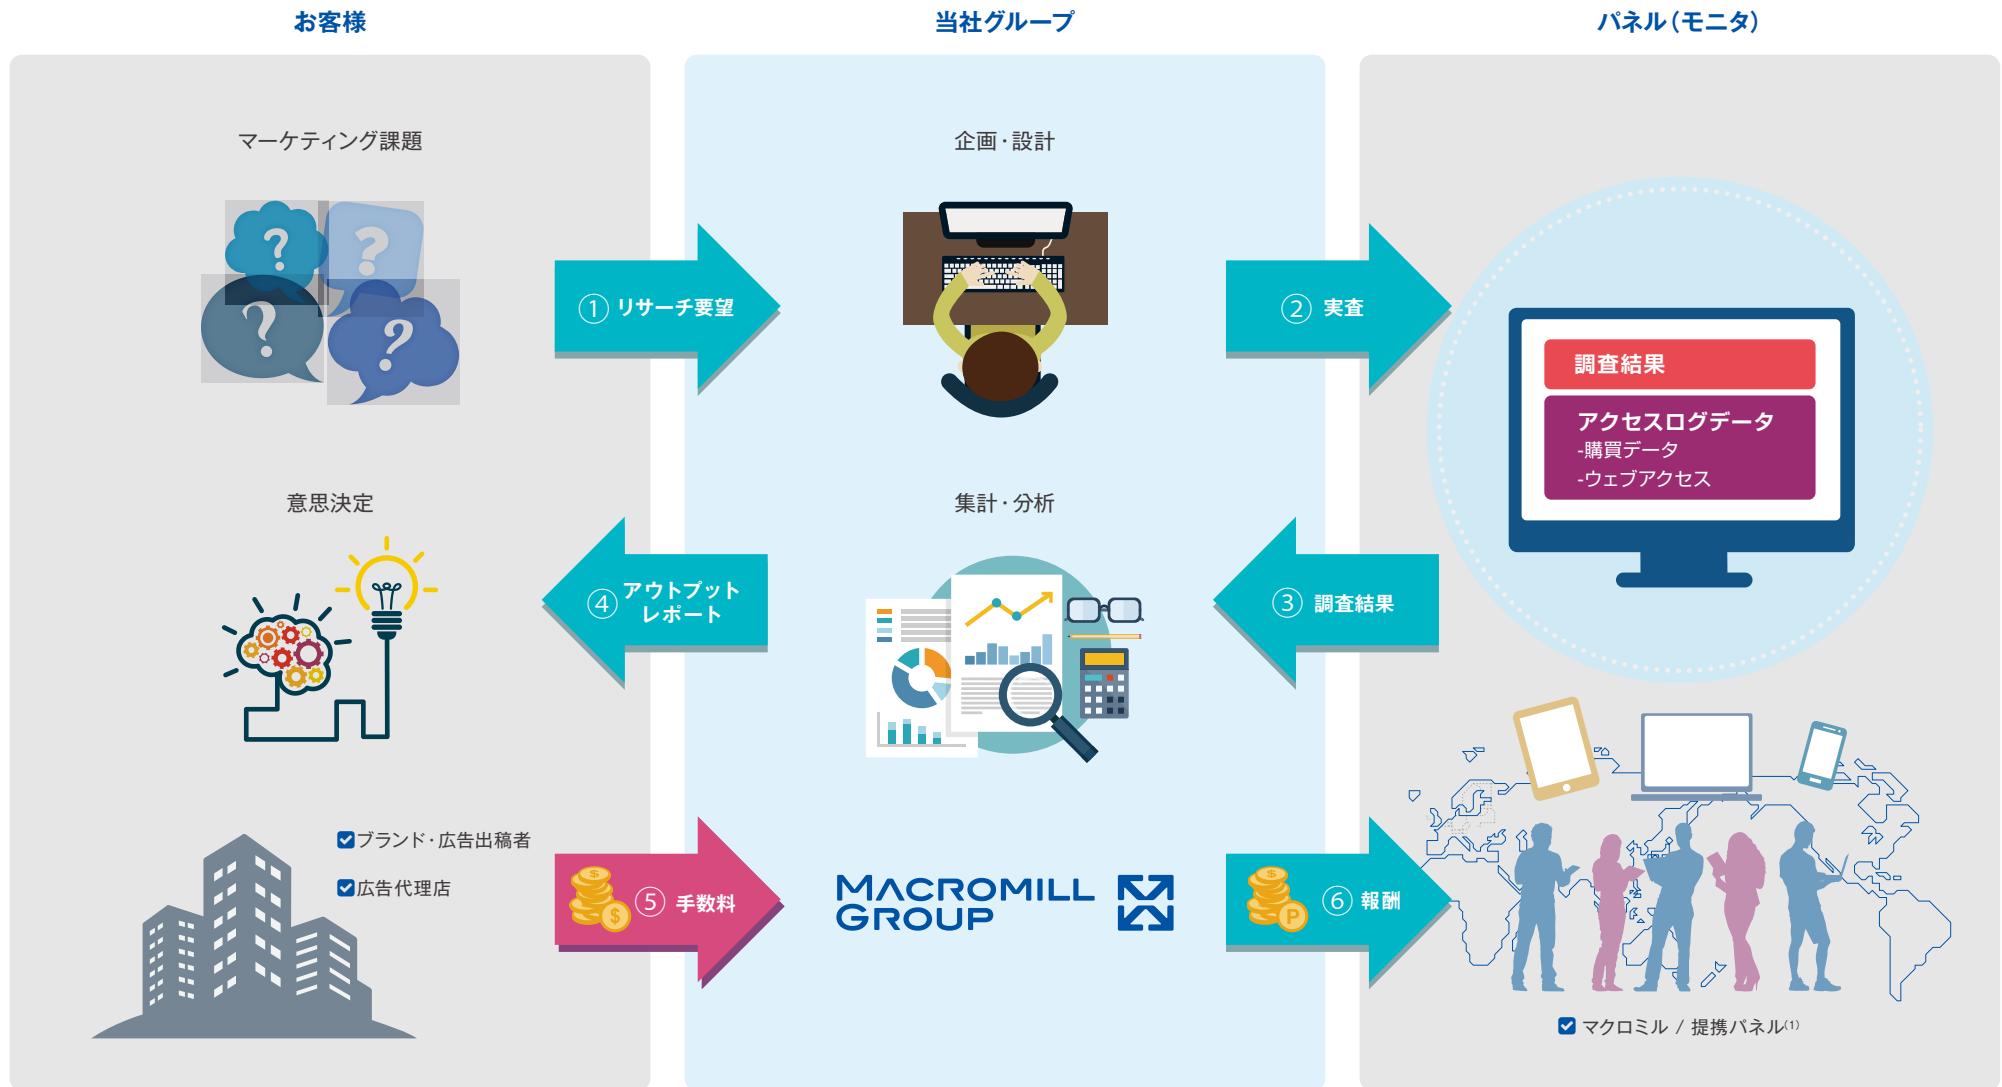 お客様
当社グループ
パネル(モニタ)
マーケティング課題
企画・設計
① リサーチ要望
② 実査
調査結果
アクセスログデータ
-購買データ
-ウェブアクセス
意思決定
集計・分析
④ アウトプット
レポート
③ 調査結果
ブランド・広告出稿者
広告代理店
⑤ 手数料
MACROMILL
GROUP
⑥ 報酬
マクロミル / 提携パネル(1)